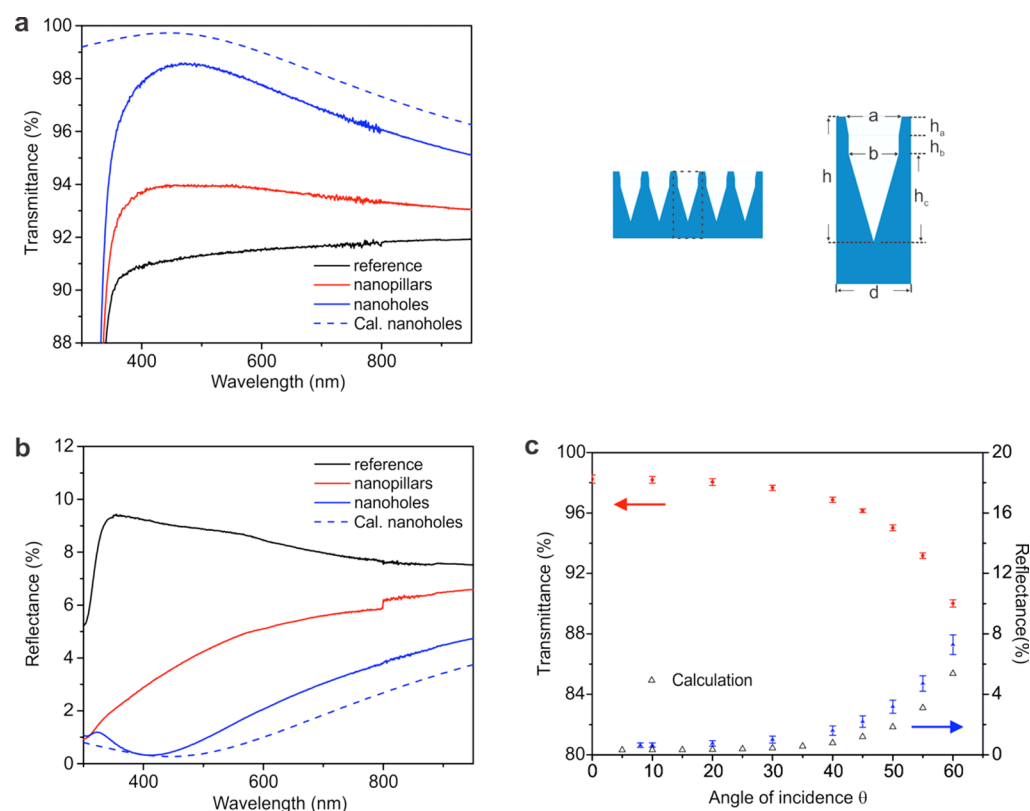 a
100
98
96
94
92
90
88
Transmittance (%)
reference
nanopillars
nanoholes
Cal. nanoholes
400
600
800
Wavelength (nm)
a
b
h
hₐ
h_b
h_c
d
b
12
10
8
6
4
2
0
Reflectance (%)
reference
nanopillars
nanoholes
Cal. nanoholes
400
600
800
Wavelength (nm)
c
100
96
92
88
84
80
Transmittance (%)
Calculation
20
16
12
8
4
0
Reflectance(%)
0
10
20
30
40
50
60
Angle of incidence θ